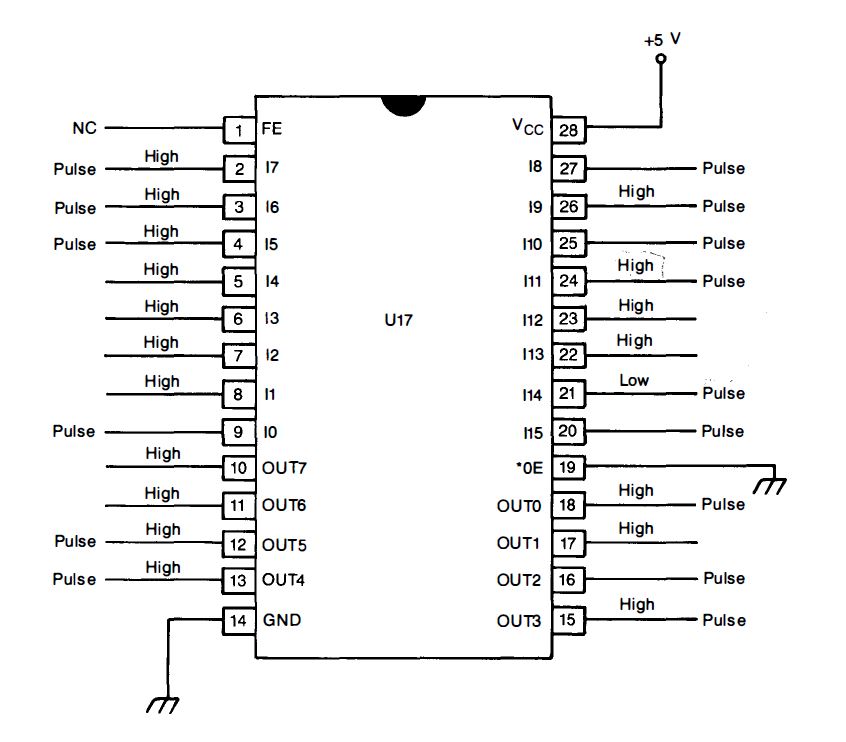 +5 V
NC 1 FE VCC 28
Pulse High 2 I7 I8 27 Pulse
Pulse High 3 I6 I9 26 High Pulse
Pulse High 4 I5 I10 25 Pulse
High 5 I4 I11 24 High Pulse
High 6 I3 U17 I12 23 High
High 7 I2 I13 22 High
High 8 I1 I14 21 Low Pulse
Pulse 9 I0 I15 20 Pulse
High 10 OUT7 *0E 19
High 11 OUT6 OUT0 18 High Pulse
Pulse High 12 OUT5 OUT1 17 High
Pulse High 13 OUT4 OUT2 16 Pulse
14 GND OUT3 15 High Pulse